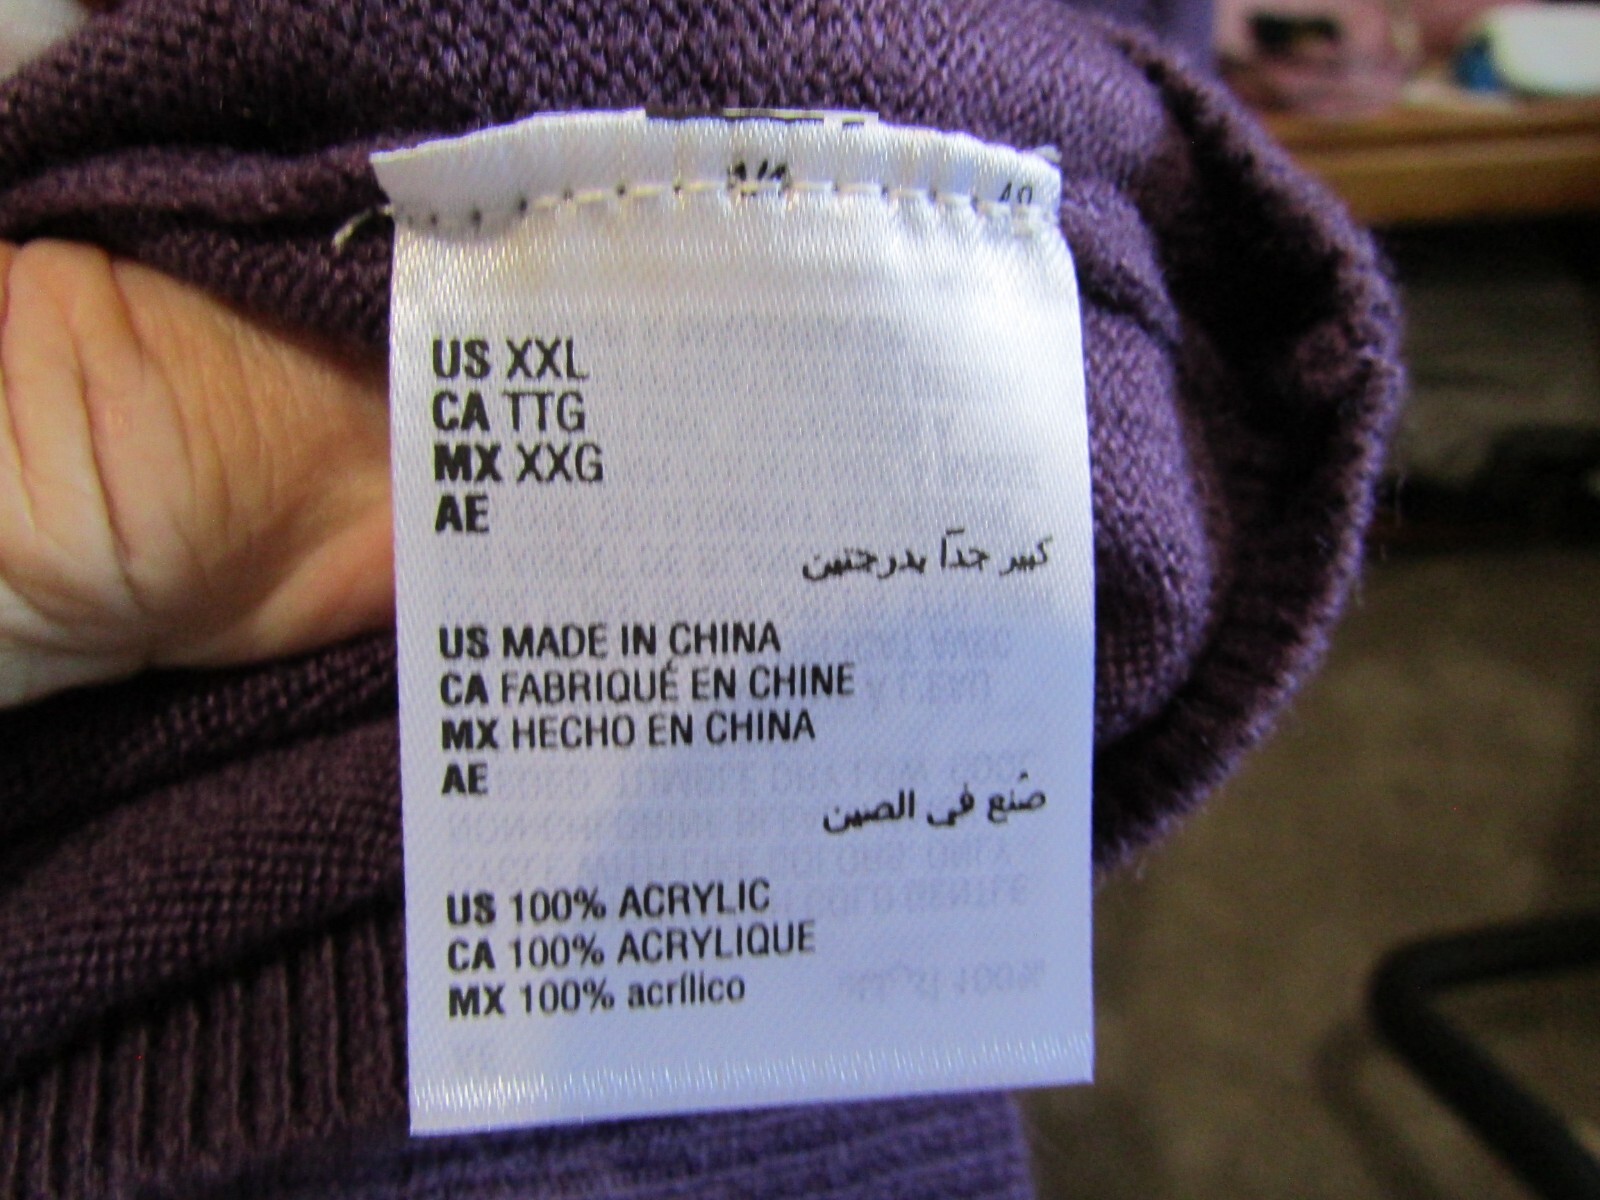 US XXL
CA TTG
MX XXG
AE
كبير جداً بدرجتين
US MADE IN CHINA
CA FABRIQUÉ EN CHINE
MX HECHO EN CHINA
AE
صُنع في الصين
US 100% ACRYLIC
CA 100% ACRYLIQUE
MX 100% acrílico